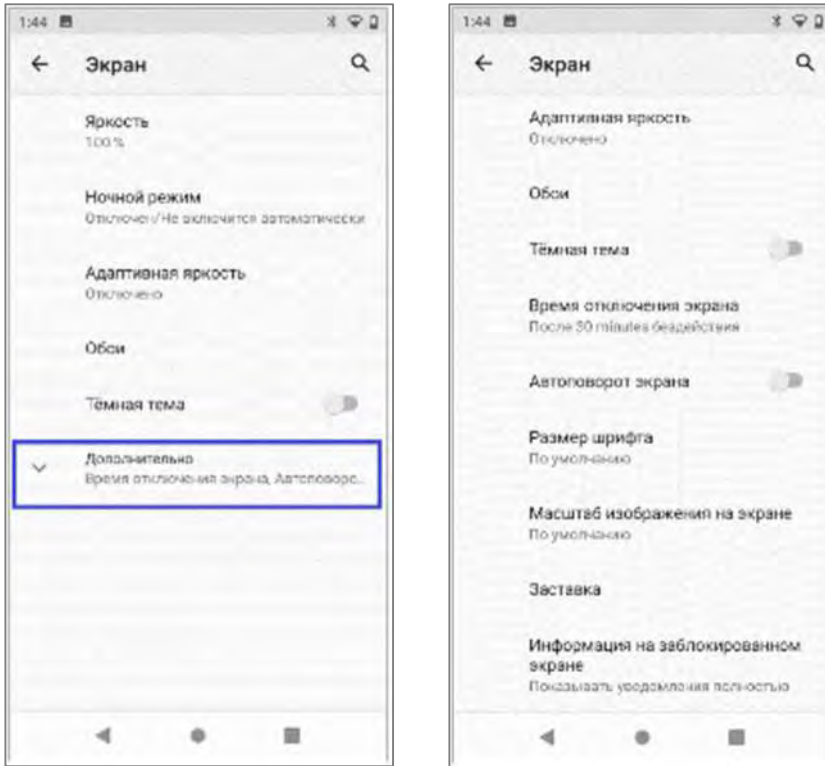 1:44
Экран
Яркость
100 %
Ночной режим
Отключен/Не включится автоматически
Адаптивная яркость
Отключено
Обои
Тёмная тема
Дополнительно
Время отключения экрана, Автоповоро...
1:44
Экран
Адаптивная яркость
Отключено
Обои
Тёмная тема
Время отключения экрана
После 30 minutes бездействия
Автоповорот экрана
Размер шрифта
По умолчанию
Масштаб изображения на экране
По умолчанию
Заставка
Информация на заблокированном
экране
Показывать уведомления полностью